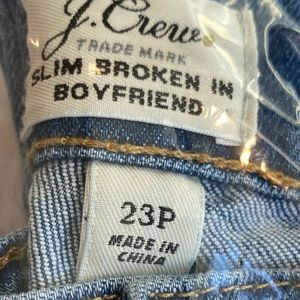 J.Crew
TRADE MARK
SLIM BROKEN IN
BOYFRIEND
23P
MADE IN
CHINA